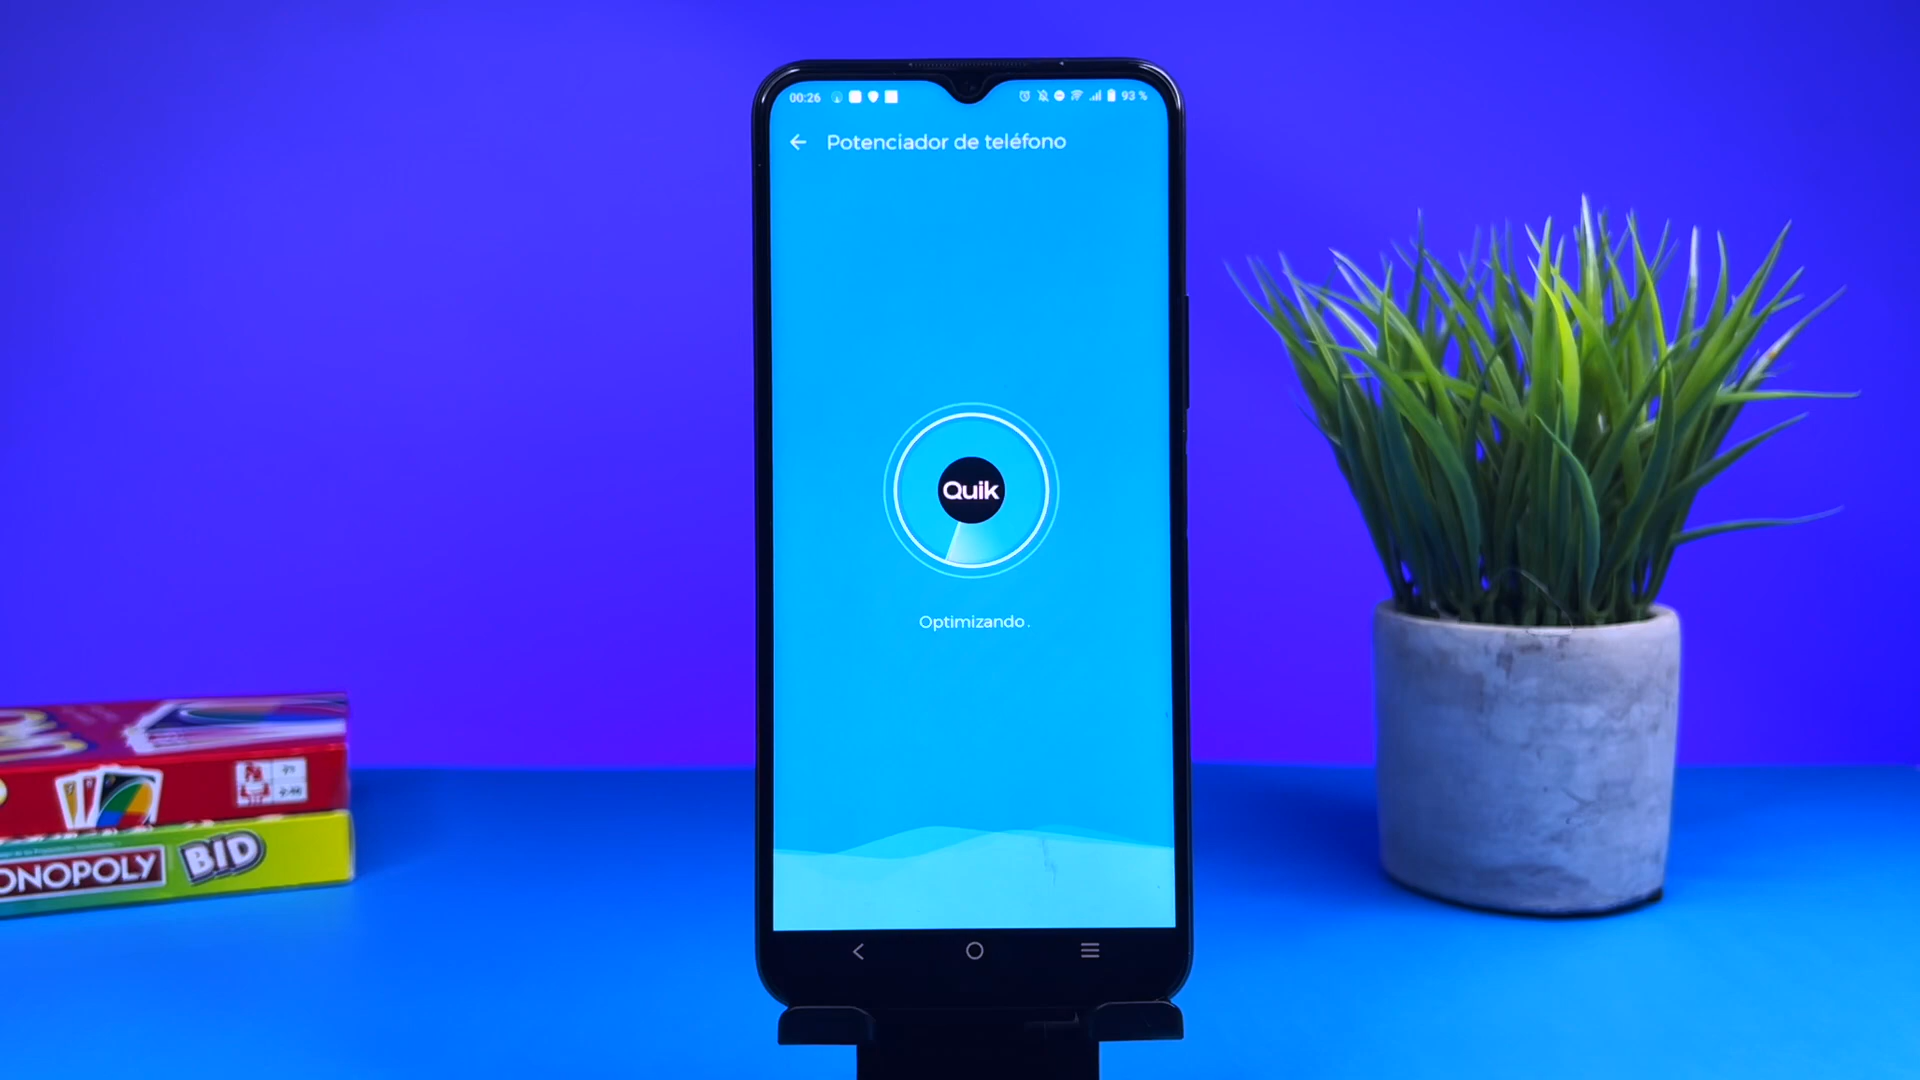 00:26
93 %
Potenciador de teléfono
Quik
Optimizando.
ONOPOLY BID